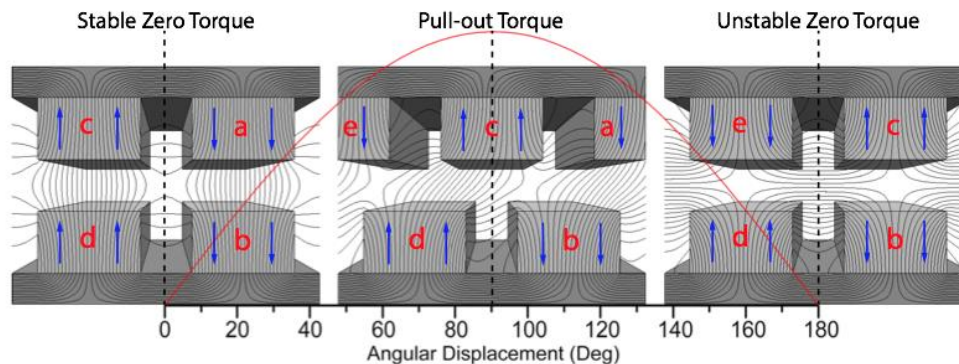 Stable Zero Torque Pull-out Torque Unstable Zero Torque
c a e c a e c
d b d b d b
0 20 40 60 80 100 120 140 160 180
Angular Displacement (Deg)